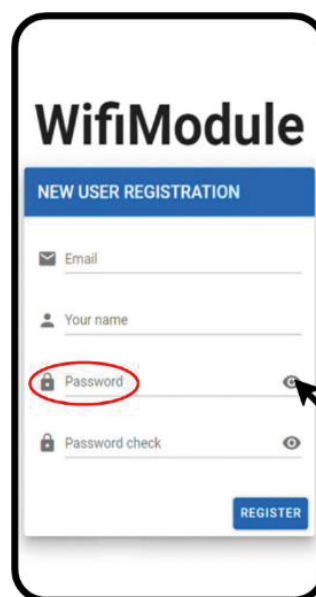 WifiModule
NEW USER REGISTRATION
Email
Your name
Password
Password check
REGISTER